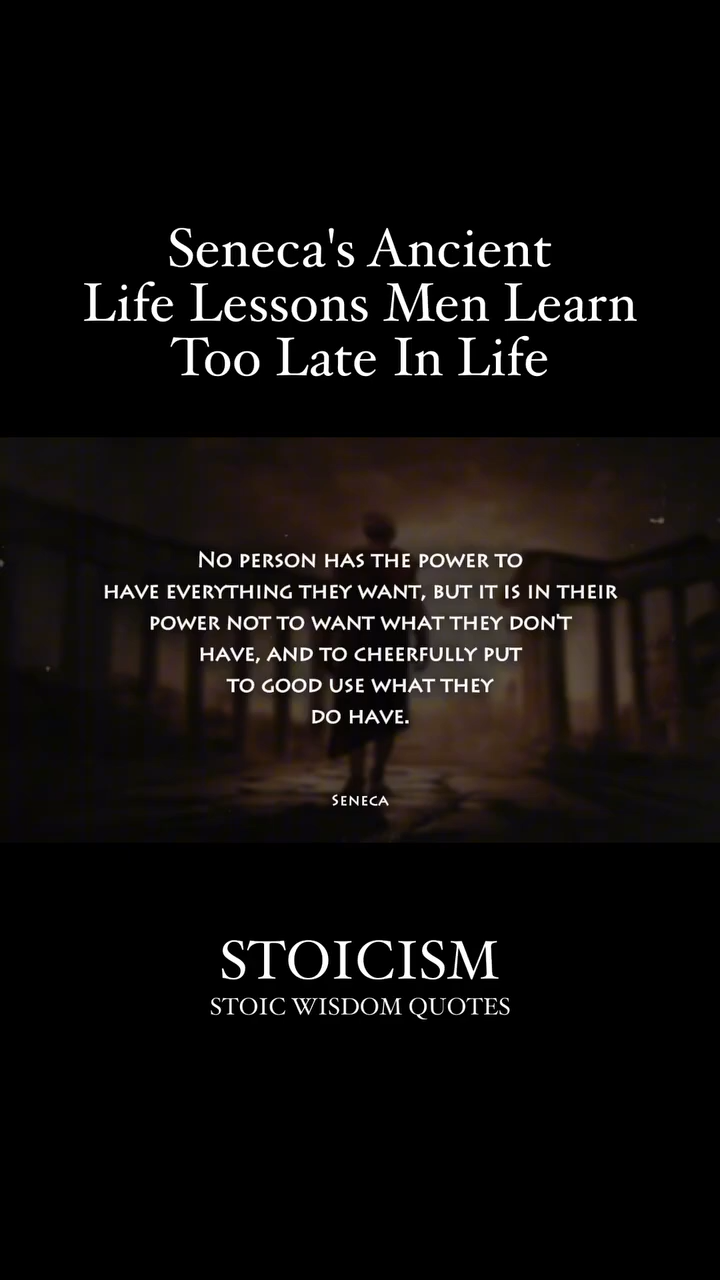 Seneca's Ancient
Life Lessons Men Learn
Too Late In Life
No person has the power to
have everything they want, but it is in their
power not to want what they don't
have, and to cheerfully put
to good use what they
do have.
Seneca
STOICISM
STOIC WISDOM QUOTES